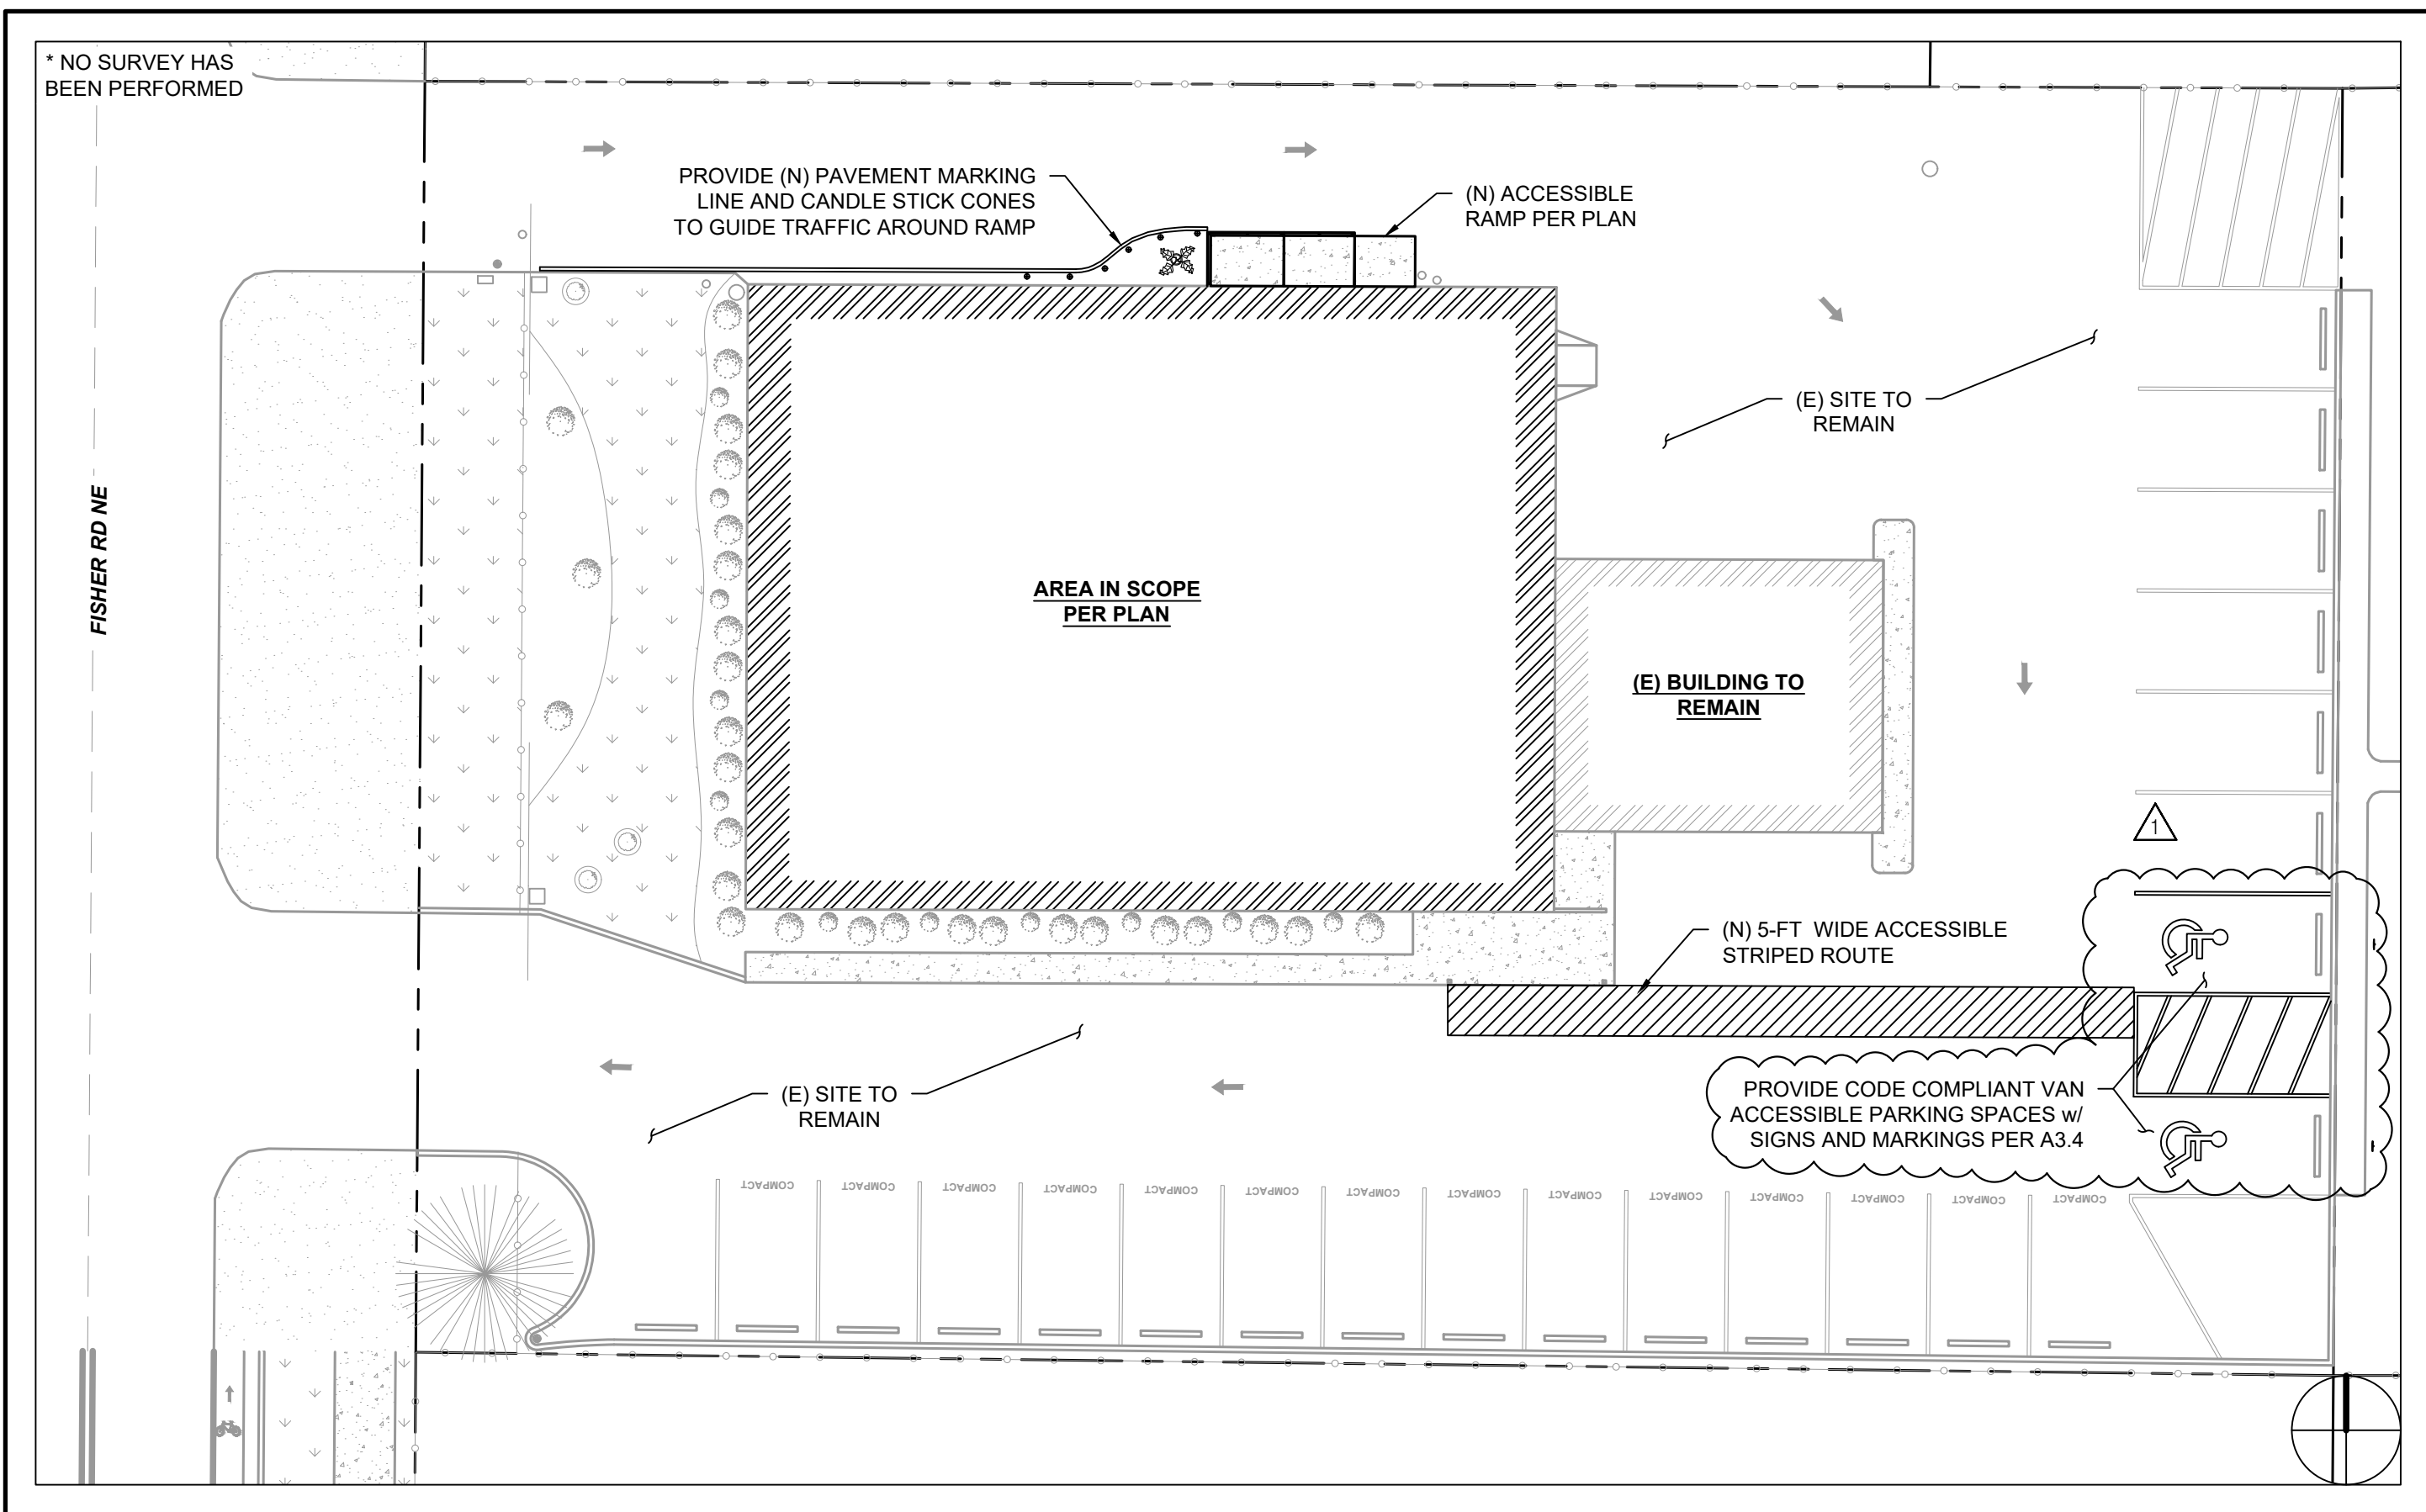 * NO SURVEY HAS
BEEN PERFORMED
PROVIDE (N) PAVEMENT MARKING
LINE AND CANDLE STICK CONES
TO GUIDE TRAFFIC AROUND RAMP
(N) ACCESSIBLE
RAMP PER PLAN
(E) SITE TO
REMAIN
FISHER RD NE
AREA IN SCOPE
PER PLAN
(E) BUILDING TO
REMAIN
1
(N) 5-FT WIDE ACCESSIBLE
STRIPED ROUTE
(E) SITE TO
REMAIN
PROVIDE CODE COMPLIANT VAN
ACCESSIBLE PARKING SPACES w/
SIGNS AND MARKINGS PER A3.4
COMPACT
COMPACT
COMPACT
COMPACT
COMPACT
COMPACT
COMPACT
COMPACT
COMPACT
COMPACT
COMPACT
COMPACT
COMPACT
COMPACT